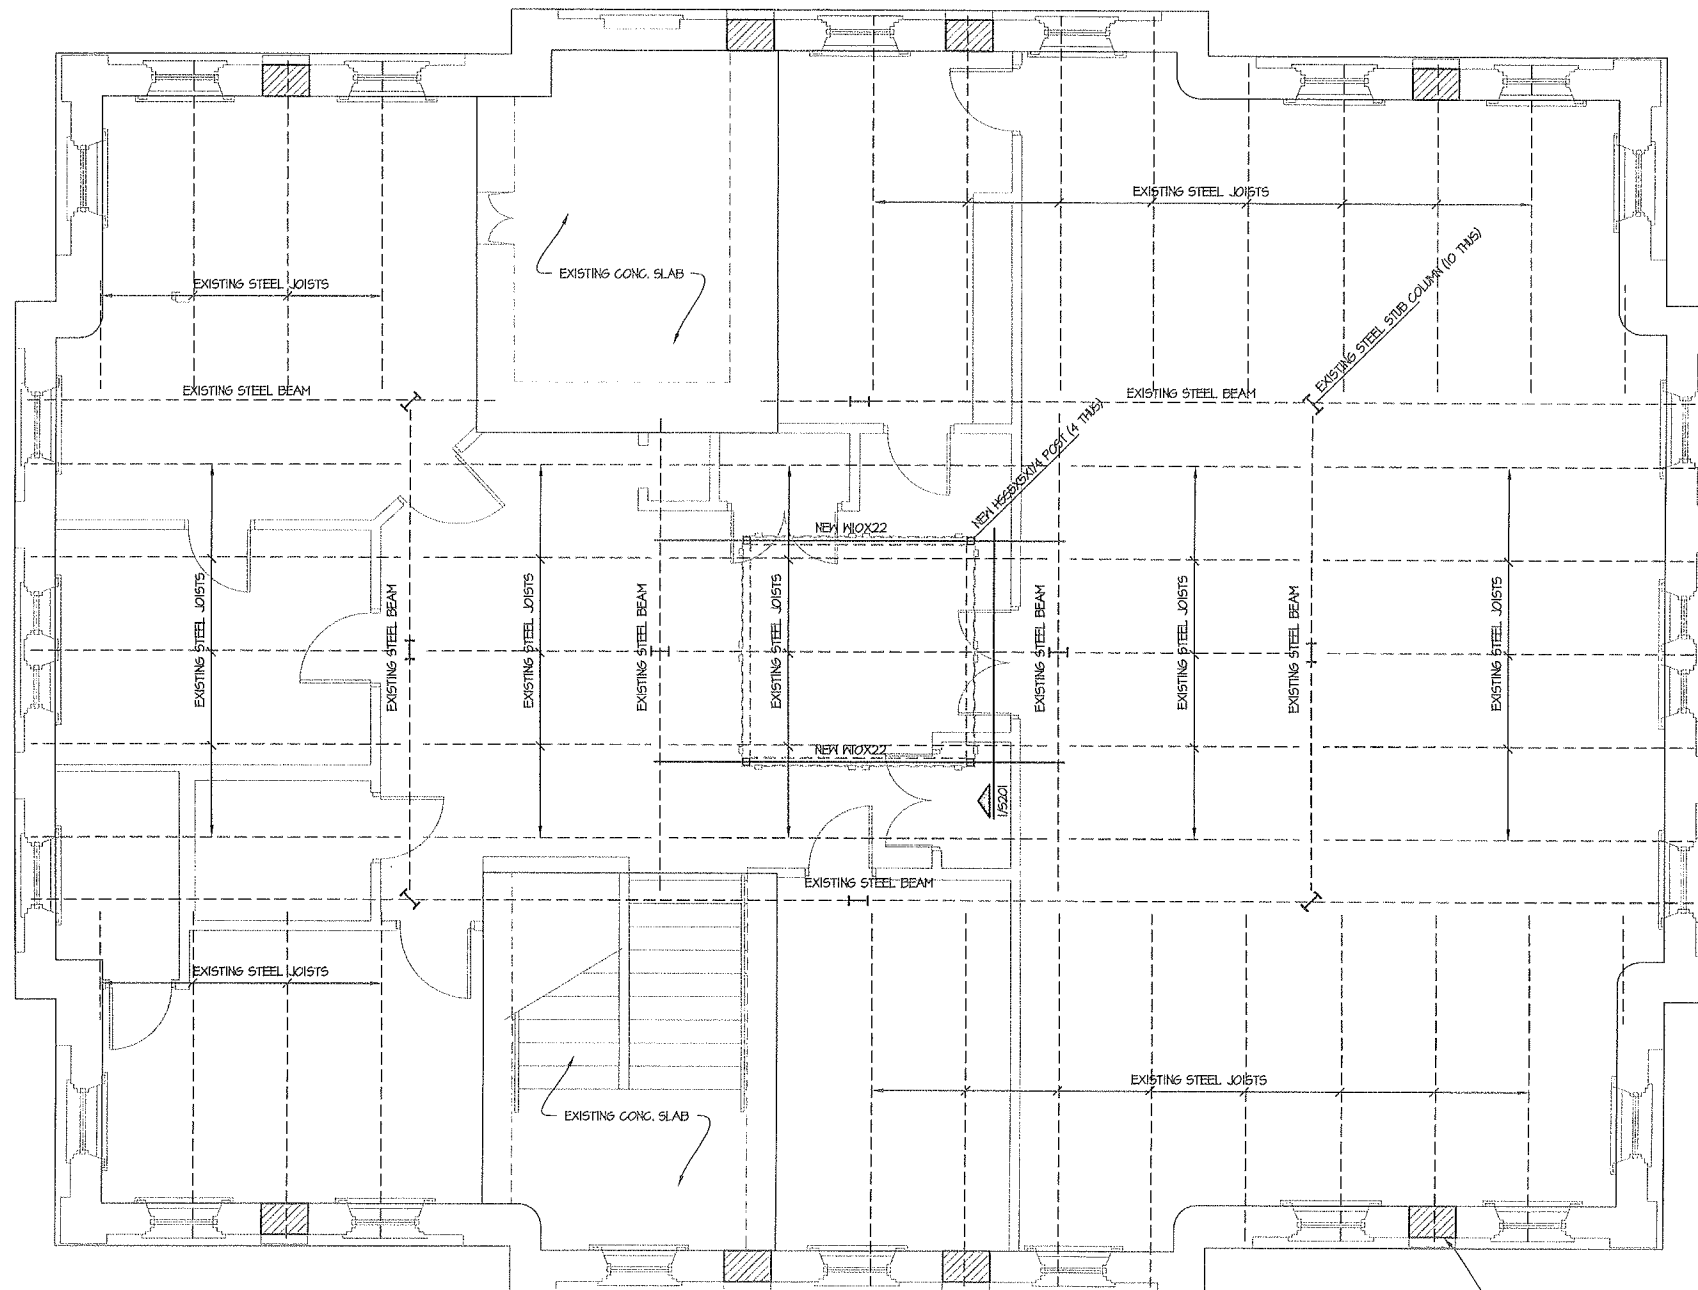 EXISTING STEEL JOISTS
EXISTING STEEL STUB COLUMN (10 THUS)
EXISTING CONC. SLAB
EXISTING STEEL JOISTS
EXISTING STEEL BEAM
EXISTING STEEL BEAM
NEW HSS5X5X1/4 POST (4 THUS)
NEW W10X22
EXISTING STEEL JOISTS
EXISTING STEEL BEAM
EXISTING STEEL JOISTS
EXISTING STEEL BEAM
EXISTING STEEL JOISTS
EXISTING STEEL BEAM
EXISTING STEEL JOISTS
EXISTING STEEL BEAM
EXISTING STEEL JOISTS
NEW W10X22
1/S201
EXISTING STEEL BEAM
EXISTING STEEL JOISTS
EXISTING STEEL JOISTS
EXISTING CONC. SLAB